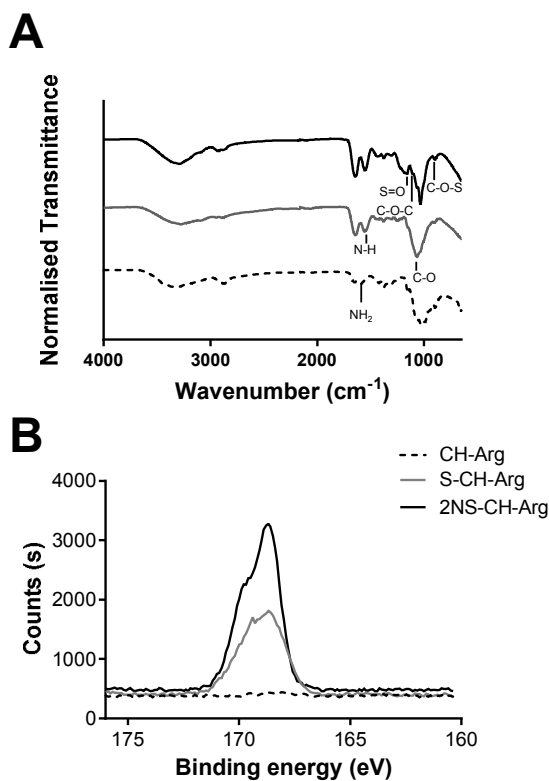 A
Normalised Transmittance
S=O
C-O-S
C-O-C
N-H
C-O
NH2
4000 3000 2000 1000
Wavenumber (cm-1)
B
CH-Arg
S-CH-Arg
2NS-CH-Arg
Counts (s)
4000
3000
2000
1000
0
175 170 165 160
Binding energy (eV)